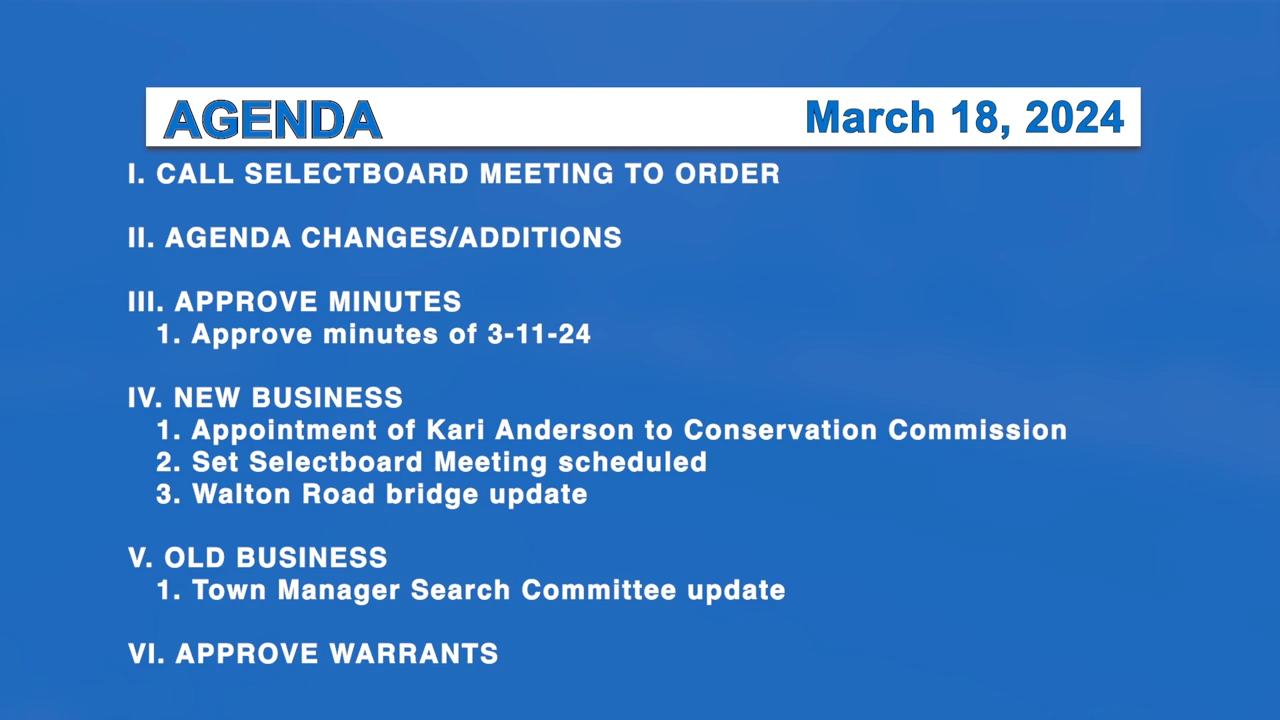 AGENDA March 18, 2024
I. CALL SELECTBOARD MEETING TO ORDER
II. AGENDA CHANGES/ADDITIONS
III. APPROVE MINUTES
1. Approve minutes of 3-11-24
IV. NEW BUSINESS
1. Appointment of Kari Anderson to Conservation Commission
2. Set Selectboard Meeting scheduled
3. Walton Road bridge update
V. OLD BUSINESS
1. Town Manager Search Committee update
VI. APPROVE WARRANTS